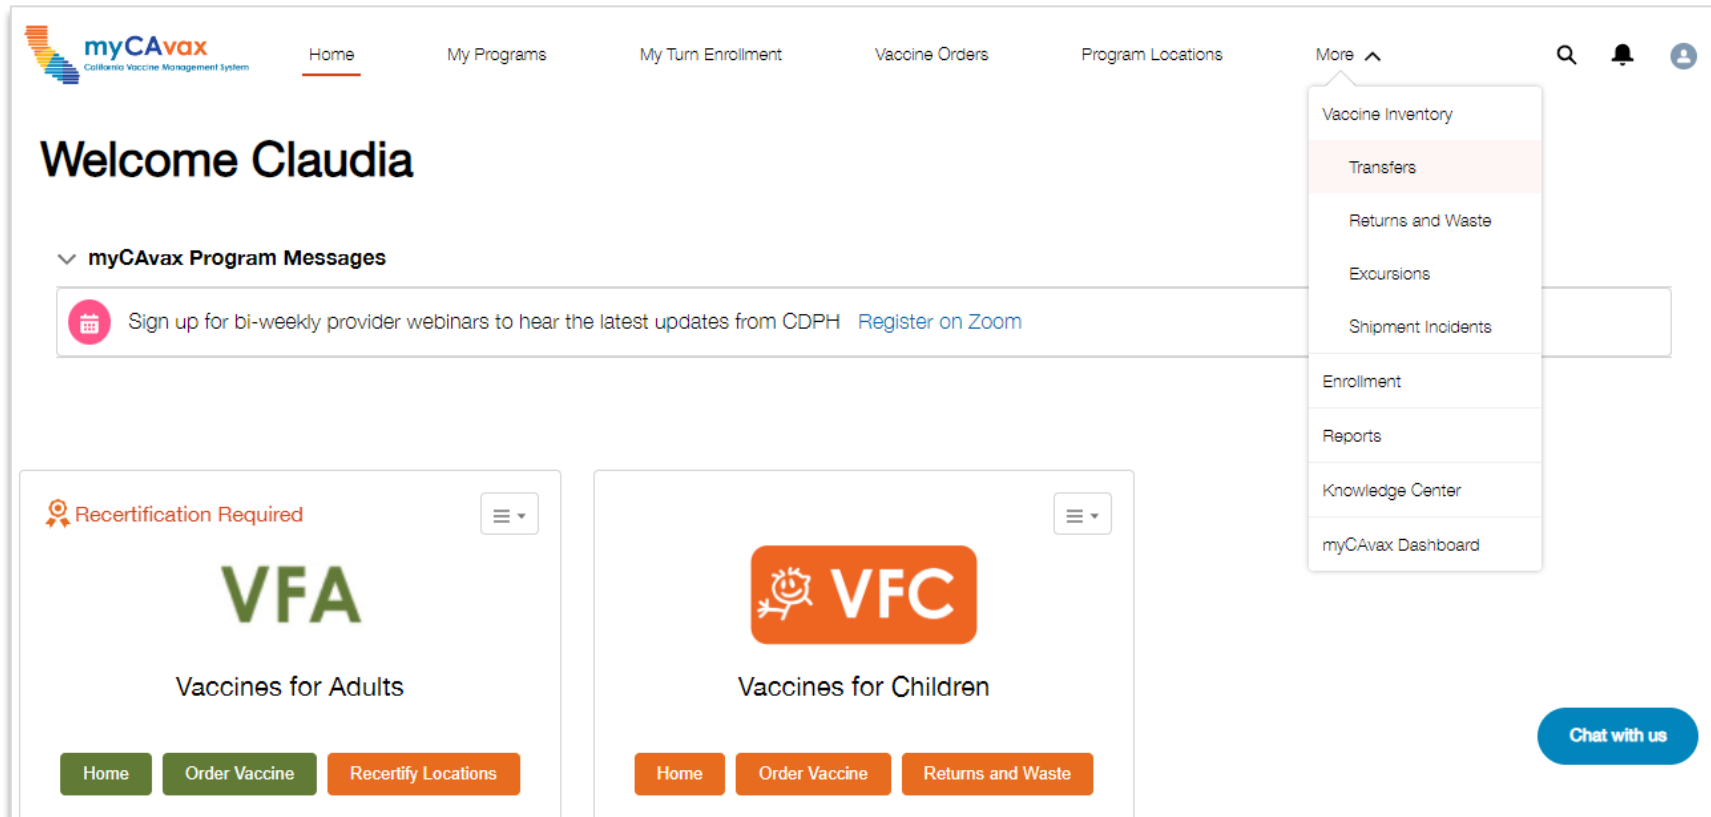 myCAvax
California Vaccine Management System
Home
My Programs
My Turn Enrollment
Vaccine Orders
Program Locations
More
Vaccine Inventory
Transfers
Returns and Waste
Excursions
Shipment Incidents
Enrollment
Reports
Knowledge Center
myCAvax Dashboard
Welcome Claudia
myCAvax Program Messages
Sign up for bi-weekly provider webinars to hear the latest updates from CDPH Register on Zoom
Recertification Required
VFA
Vaccines for Adults
Home
Order Vaccine
Recertify Locations
VFC
Vaccines for Children
Home
Order Vaccine
Returns and Waste
Chat with us